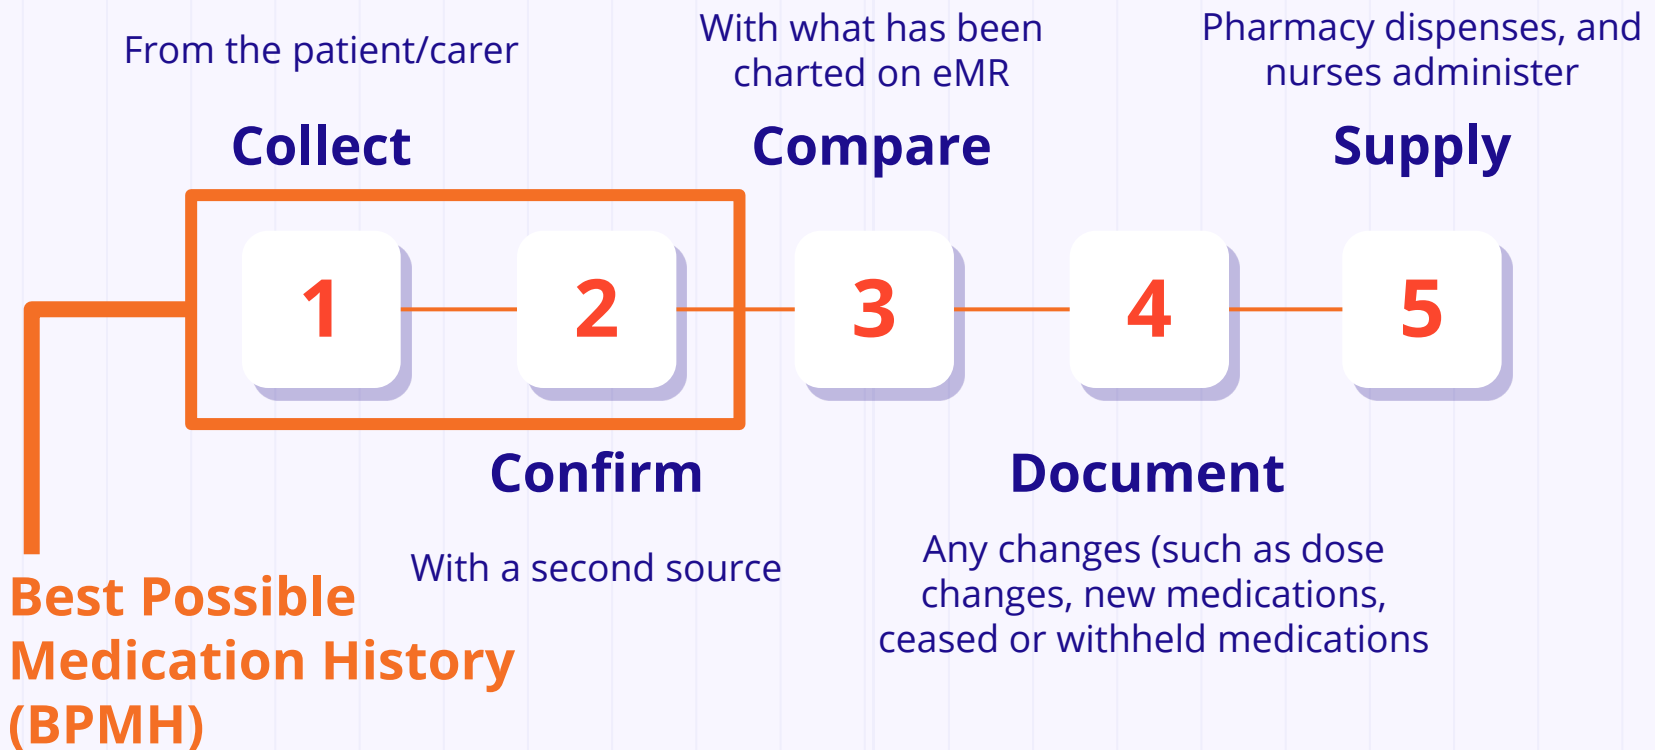 From the patient/carer
Collect
With what has been
charted on eMR
Compare
Pharmacy dispenses, and
nurses administer
Supply
1
2
3
4
5
Confirm
With a second source
Document
Any changes (such as dose
changes, new medications,
ceased or withheld medications
Best Possible
Medication History
(BPMH)